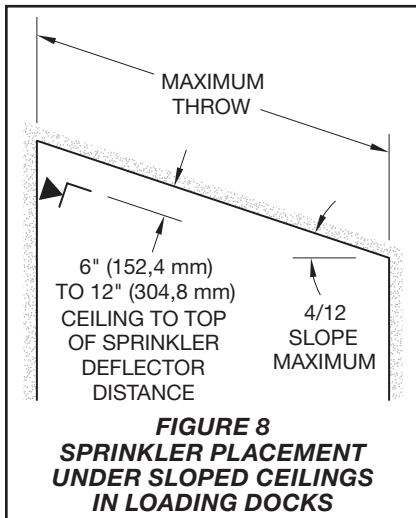 MAXIMUM
THROW
6" (152,4 mm)
TO 12" (304,8 mm)
CEILING TO TOP
OF SPRINKLER
DEFLECTOR
DISTANCE
4/12
SLOPE
MAXIMUM
FIGURE 8
SPRINKLER PLACEMENT
UNDER SLOPED CEILINGS
IN LOADING DOCKS